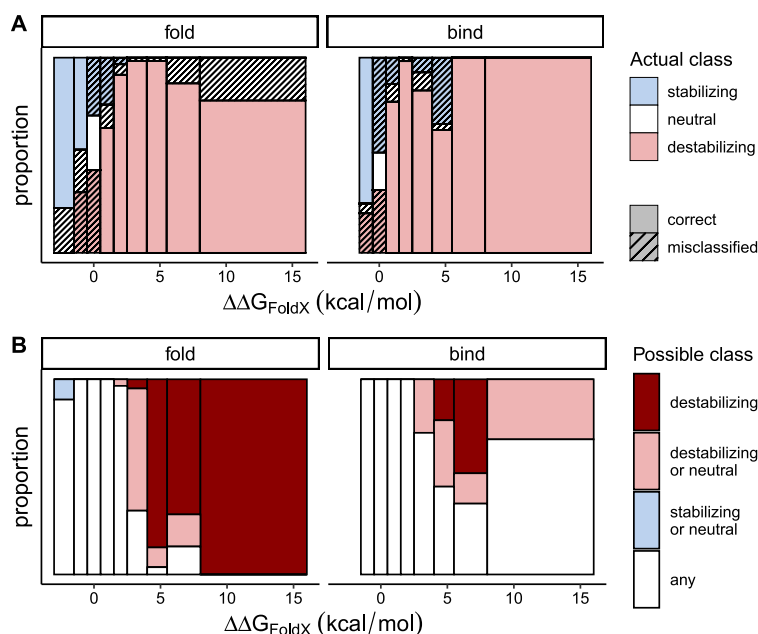 A
fold
bind
proportion
0 5 10 15
0 5 10 15
ΔΔG_FoldX (kcal/mol)
Actual class
stabilizing
neutral
destabilizing
correct
misclassified
B
fold
bind
proportion
0 5 10 15
0 5 10 15
ΔΔG_FoldX (kcal/mol)
Possible class
destabilizing
destabilizing
or neutral
stabilizing
or neutral
any